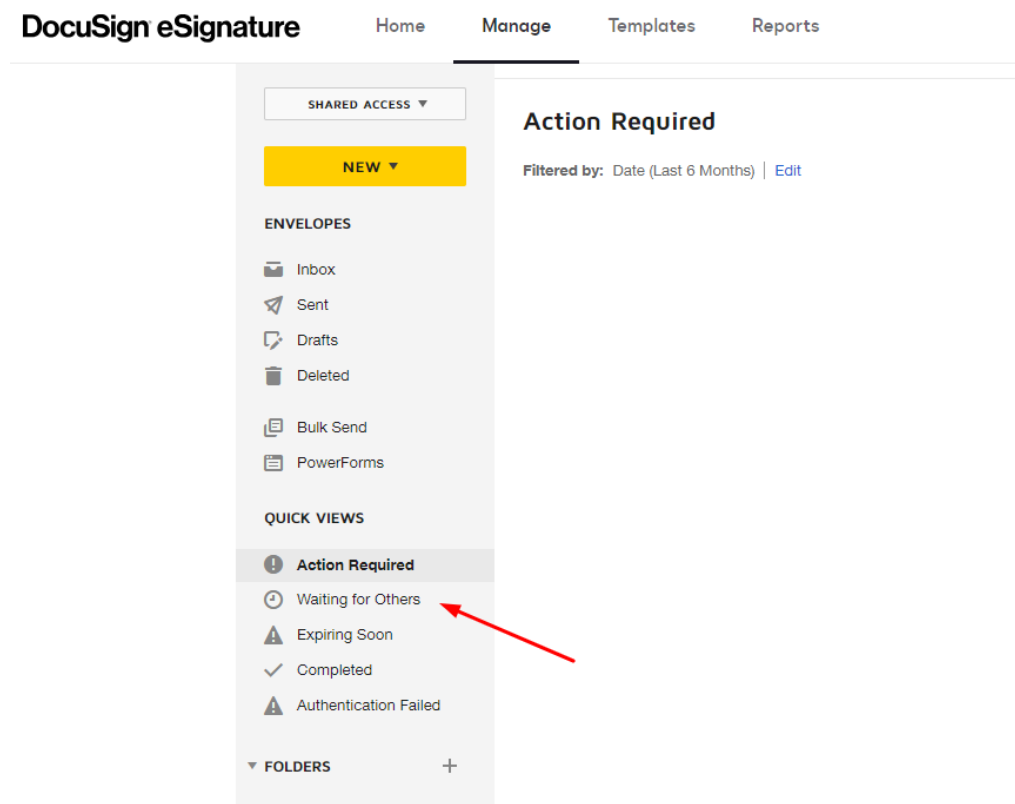 DocuSign eSignature Home Manage Templates Reports
SHARED ACCESS
NEW
ENVELOPES
Inbox
Sent
Drafts
Deleted
Bulk Send
PowerForms
QUICK VIEWS
Action Required
Waiting for Others
Expiring Soon
Completed
Authentication Failed
FOLDERS
Action Required
Filtered by: Date (Last 6 Months) | Edit